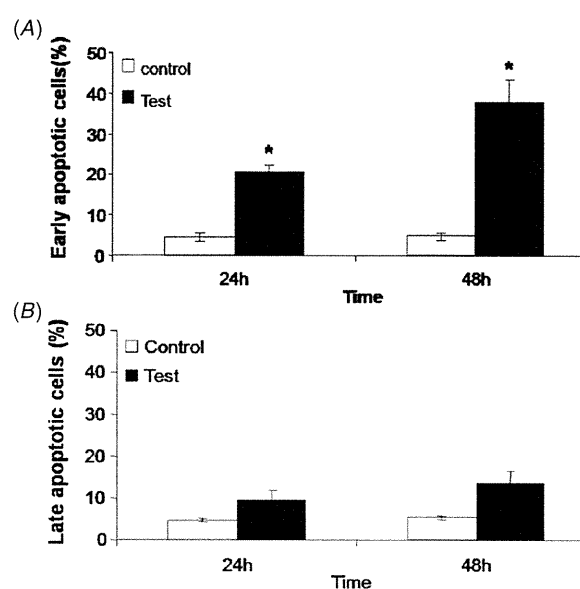 (A)
Early apoptotic cells(%)
50
40
30
20
10
0
control
Test
*
*
24h
48h
Time
(B)
Late apoptotic cells (%)
50
40
30
20
10
0
Control
Test
24h
48h
Time